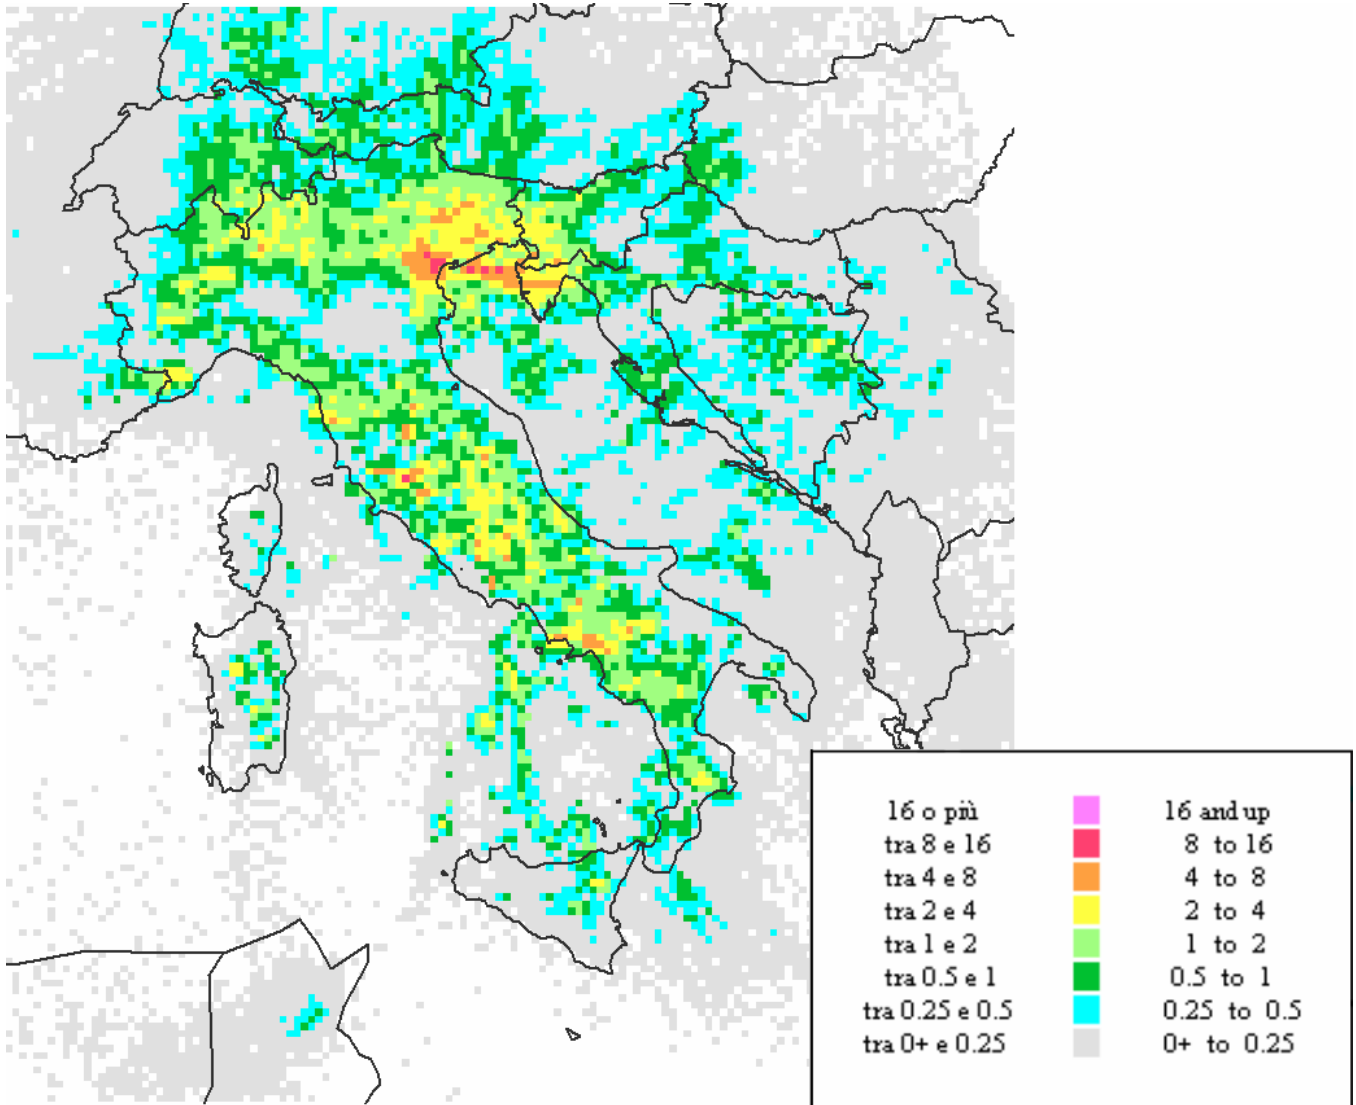 16 o più 16 and up
tra 8 e 16 8 to 16
tra 4 e 8 4 to 8
tra 2 e 4 2 to 4
tra 1 e 2 1 to 2
tra 0.5 e 1 0.5 to 1
tra 0.25 e 0.5 0.25 to 0.5
tra 0+ e 0.25 0+ to 0.25